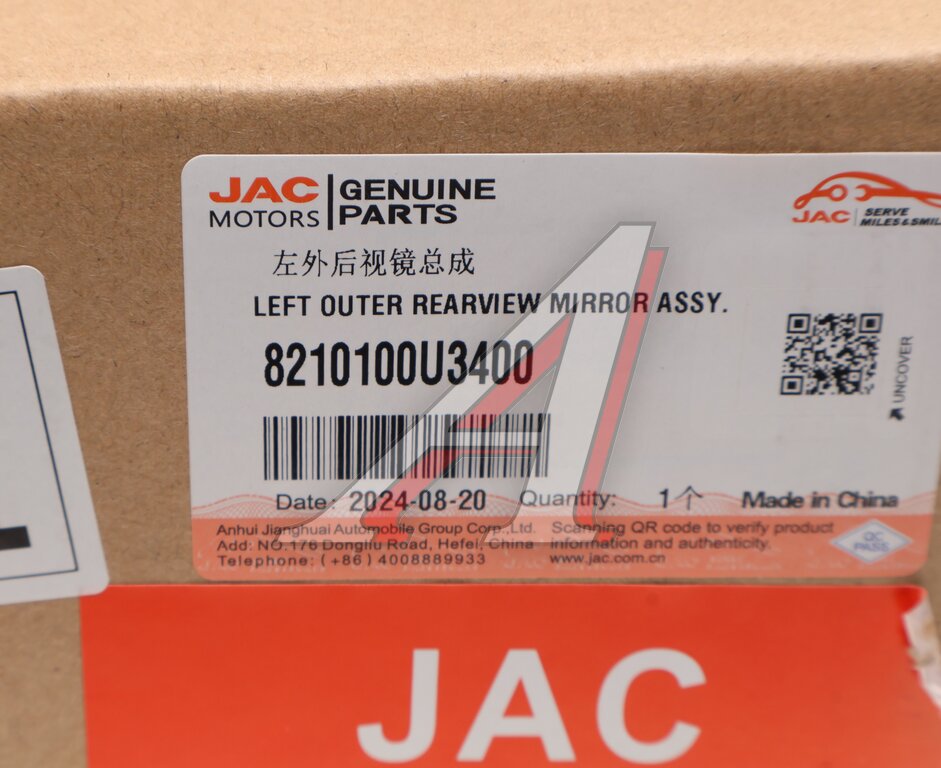 JAC MOTORS
GENUINE PARTS
JAC
SERVE
MILES & SMIL
左外后视镜总成
LEFT OUTER REARVIEW MIRROR ASSY.
8210100U3400
UNCOVER
Date: 2024-08-20 Quantity: 1个 Made in China
Anhui Jianghuai Automobile Group Corp.,Ltd. Scanning QR code to verify product
Add: NO.176 Dongliu Road, Hefei, China information and authenticity.
Telephone:(+86)4008889933 www.jac.com.cn
QC
PASS
JAC